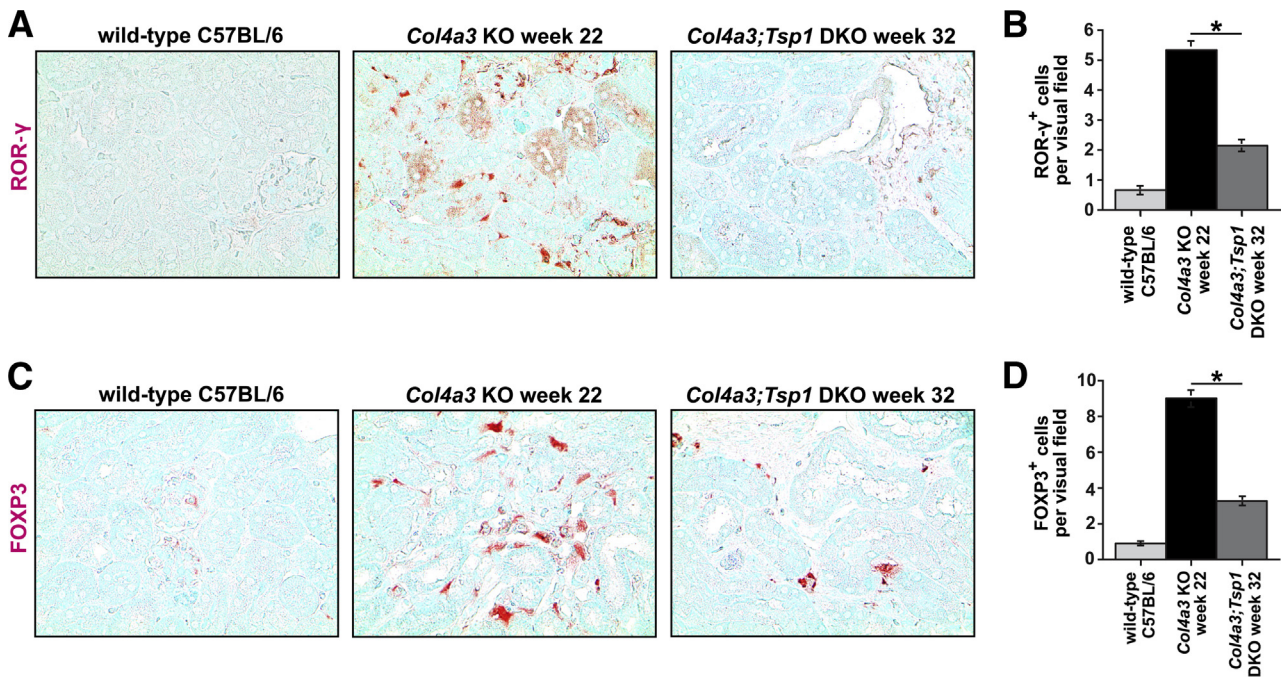 A
wild-type C57BL/6
Col4a3 KO week 22
Col4a3;Tsp1 DKO week 32
ROR-γ
B
ROR-γ+ cells
per visual field
6
5
4
3
2
1
0
*
wild-type
C57BL/6
Col4a3 KO
week 22
Col4a3;Tsp1
DKO week 32
C
wild-type C57BL/6
Col4a3 KO week 22
Col4a3;Tsp1 DKO week 32
FOXP3
D
FOXP3+ cells
per visual field
10
8
6
4
2
0
*
wild-type
C57BL/6
Col4a3 KO
week 22
Col4a3;Tsp1
DKO week 32